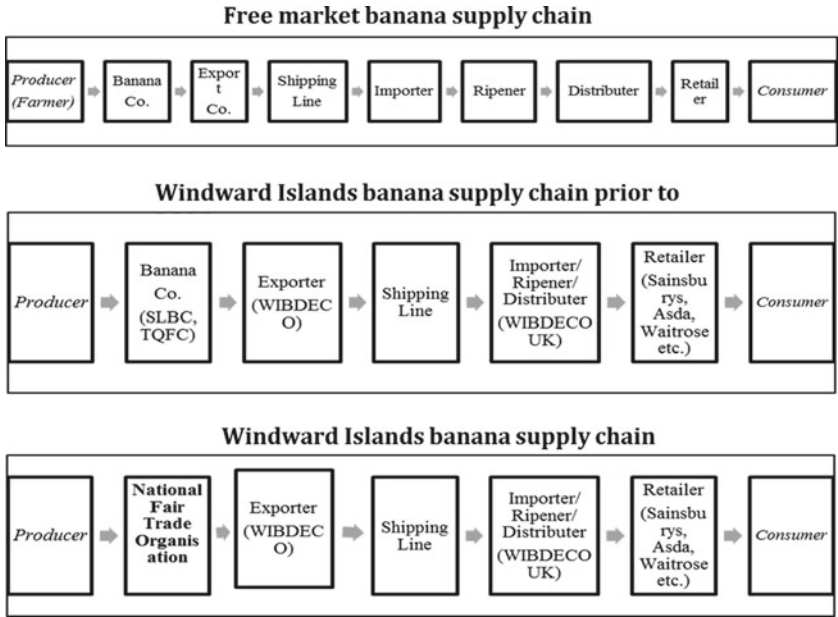 Free market banana supply chain
Producer
(Farmer)
Banana
Co.
Expor
t
Co.
Shipping
Line
Importer
Ripener
Distributer
Retail
er
Consumer
Windward Islands banana supply chain prior to
Producer
Banana
Co.
(SLBC,
TQFC)
Exporter
(WIBDEC
O)
Shipping
Line
Importer/
Ripener/
Distributer
(WIBDECO
UK)
Retailer
(Sainsbu
rys,
Asda,
Waitrose
etc.)
Consumer
Windward Islands banana supply chain
Producer
National
Fair
Trade
Organis
ation
Exporter
(WIBDEC
O)
Shipping
Line
Importer/
Ripener/
Distributer
(WIBDECO
UK)
Retailer
(Sainsbu
rys,
Asda,
Waitrose
etc.)
Consumer